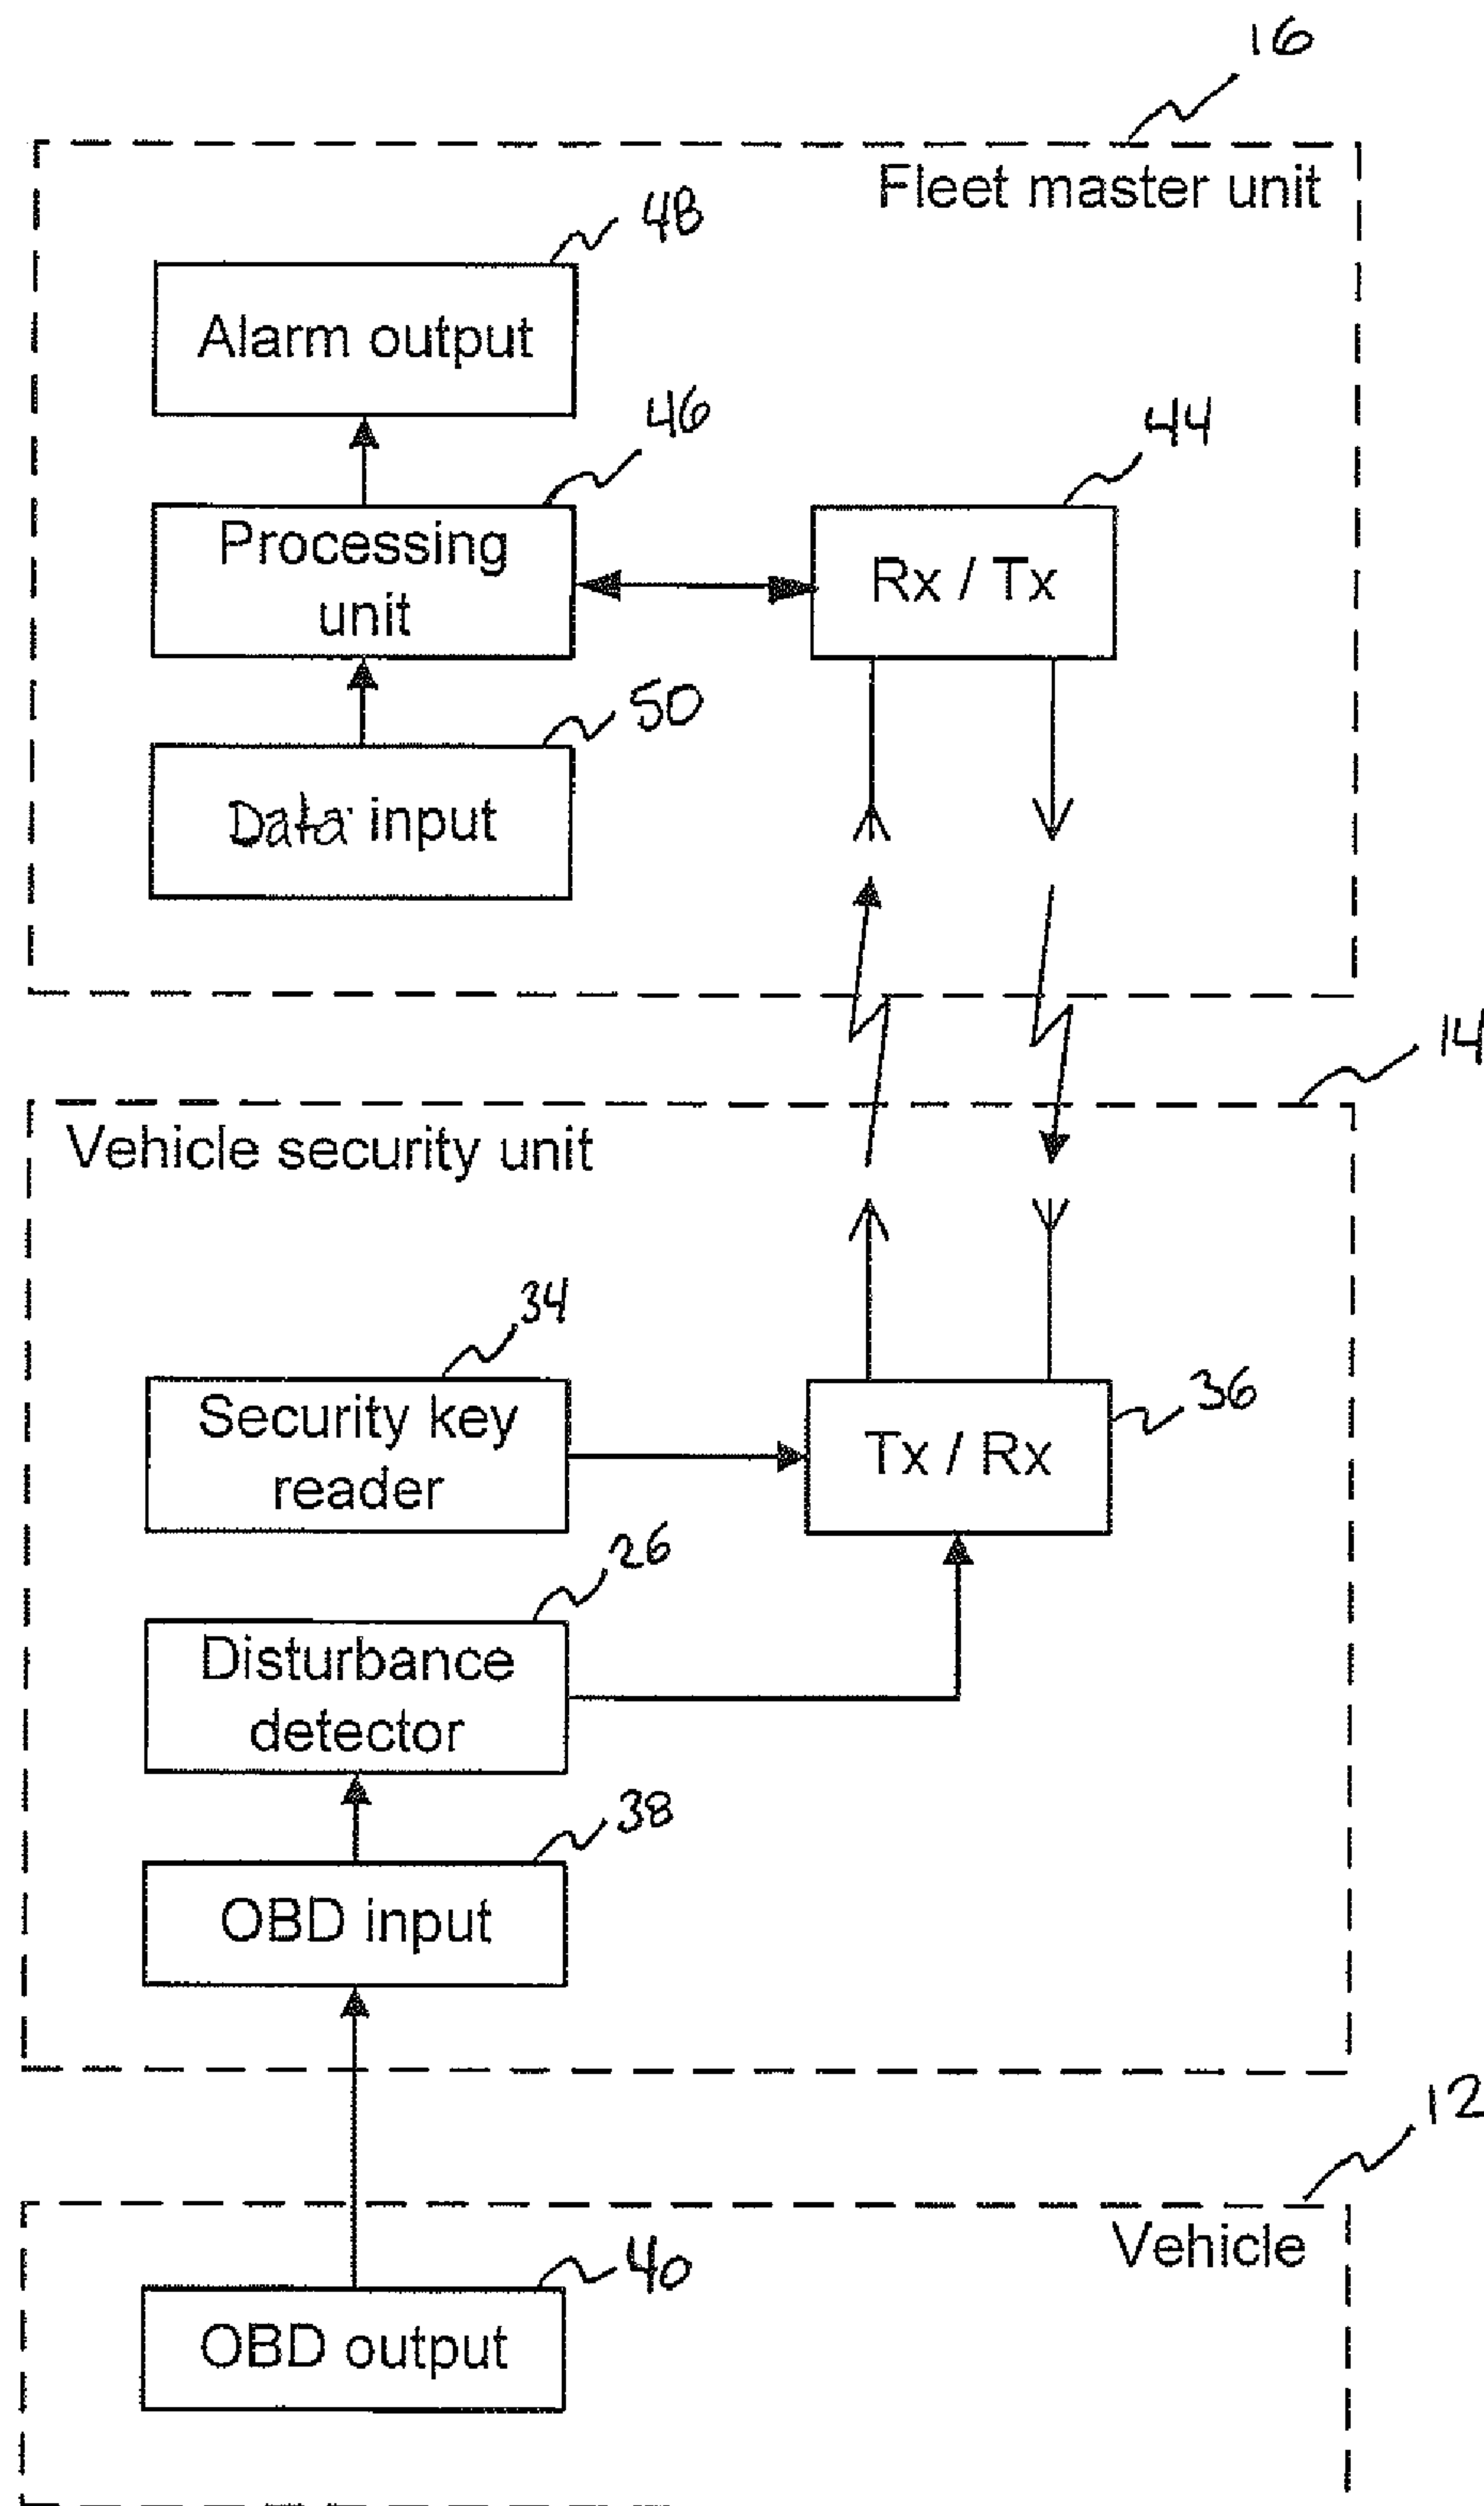 16
Fleet master unit
48
Alarm output
46
Processing
unit
44
Rx / Tx
50
Data input
14
Vehicle security unit
34
Security key
reader
36
Tx / Rx
26
Disturbance
detector
38
OBD input
12
Vehicle
40
OBD output